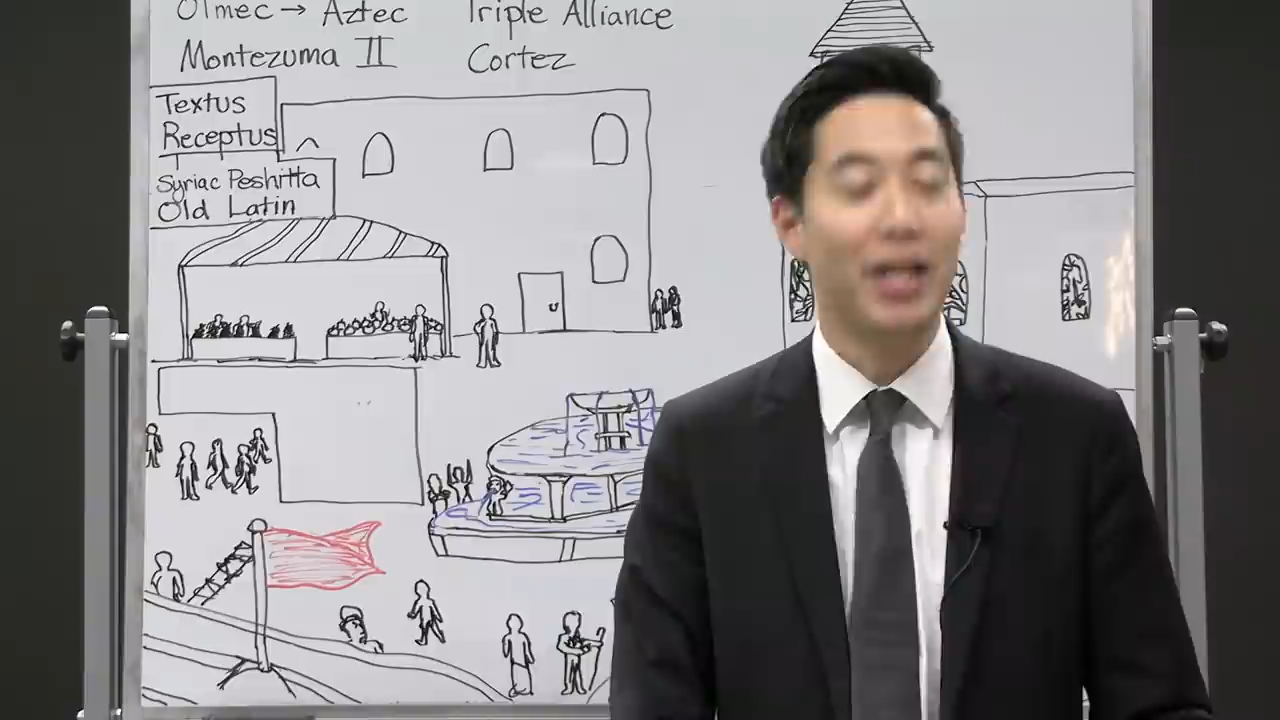 Olmec → Aztec
Triple Alliance
Montezuma II
Cortez
Textus
Receptus
Syriac Peshitta
Old Latin